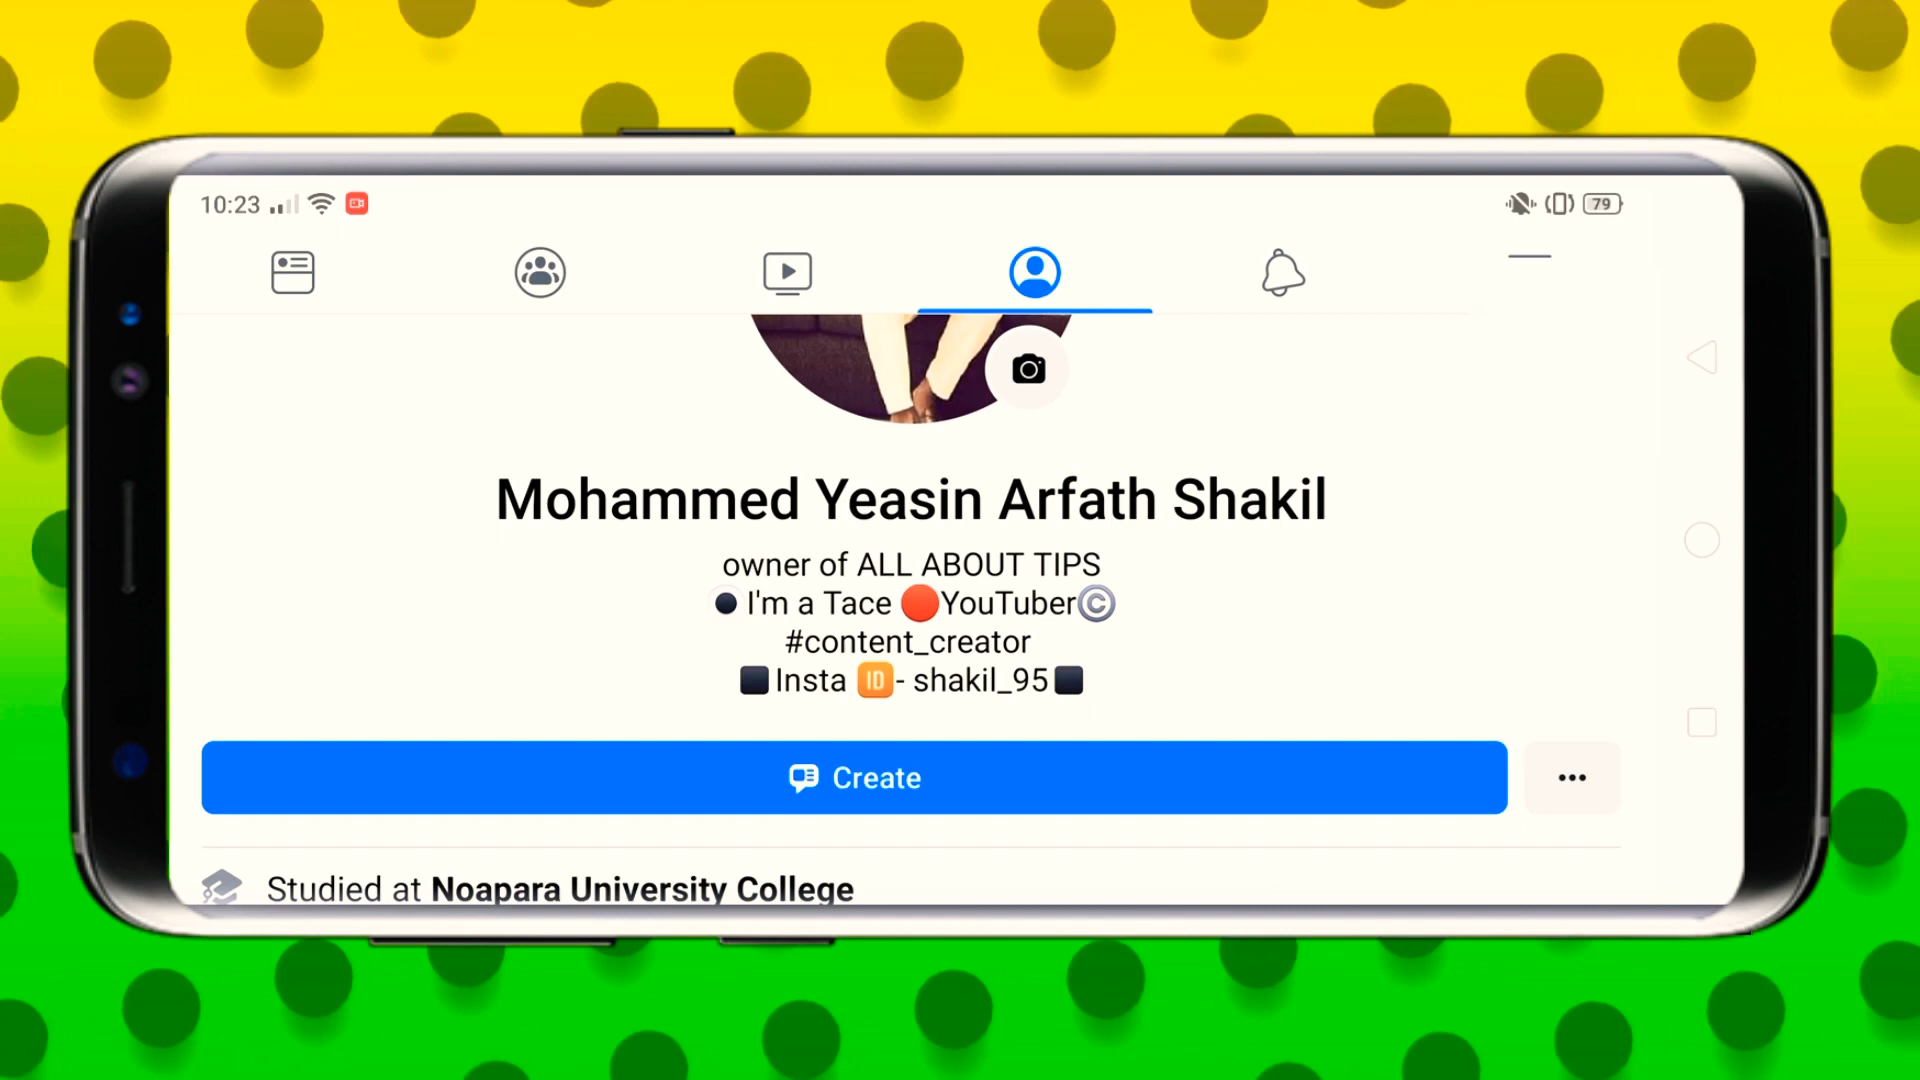 10:23
79
Mohammed Yeasin Arfath Shakil
owner of ALL ABOUT TIPS
I'm a Tace 🔴YouTuber©
#content_creator
Insta 🆔- shakil_95
Create
Studied at Noapara University College